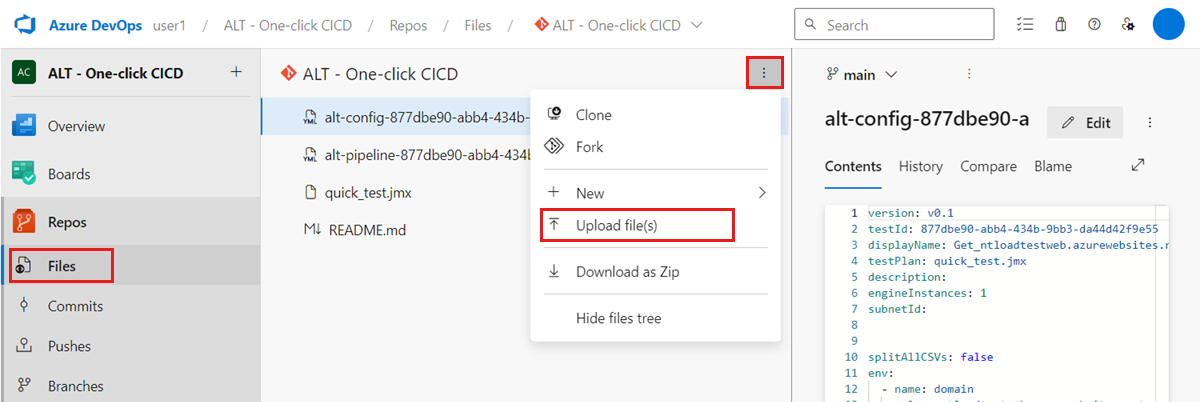 Azure DevOps user1 / ALT - One-click CICD / Repos / Files / ALT - One-click CICD
Search
AC ALT - One-click CICD +
Overview
Boards
Repos
Files
Commits
Pushes
Branches
ALT - One-click CICD
YML alt-config-877dbe90-abb4-434b-
YML alt-pipeline-877dbe90-abb4-434b
quick_test.jmx
M↓ README.md
Clone
Fork
New
Upload file(s)
Download as Zip
Hide files tree
main
alt-config-877dbe90-a
Edit
Contents History Compare Blame
1 version: v0.1
2 testId: 877dbe90-abb4-434b-9bb3-da44d42f9e55
3 displayName: Get_ntloadtestweb.azurewebsites.n
4 testPlan: quick_test.jmx
5 description:
6 engineInstances: 1
7 subnetId:
8
9
10 splitAllCSVs: false
11 env:
12 - name: domain